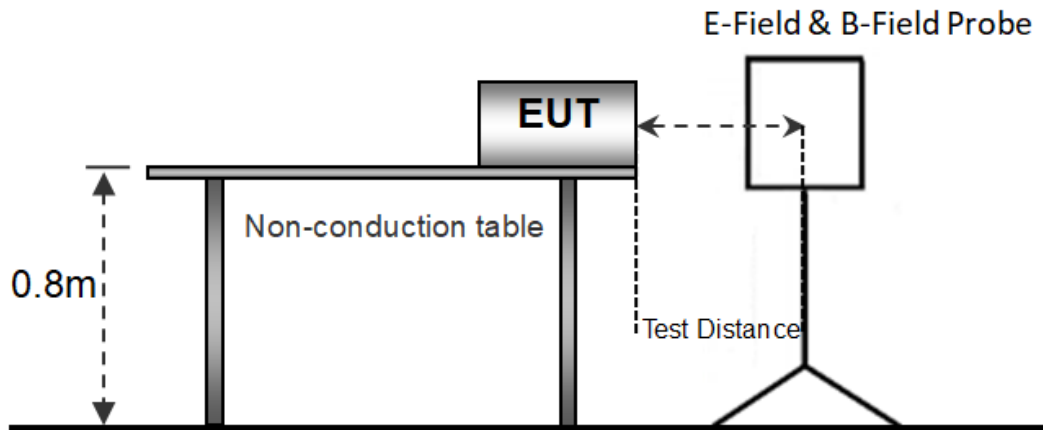 E-Field & B-Field Probe
EUT
Non-conduction table
0.8m
Test Distance